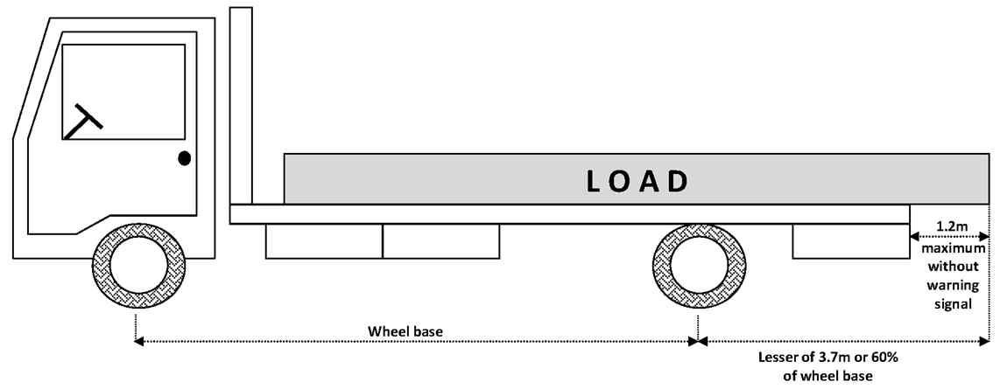 LOAD
1.2m
maximum
without
warning
signal
Wheel base
Lesser of 3.7m or 60%
of wheel base